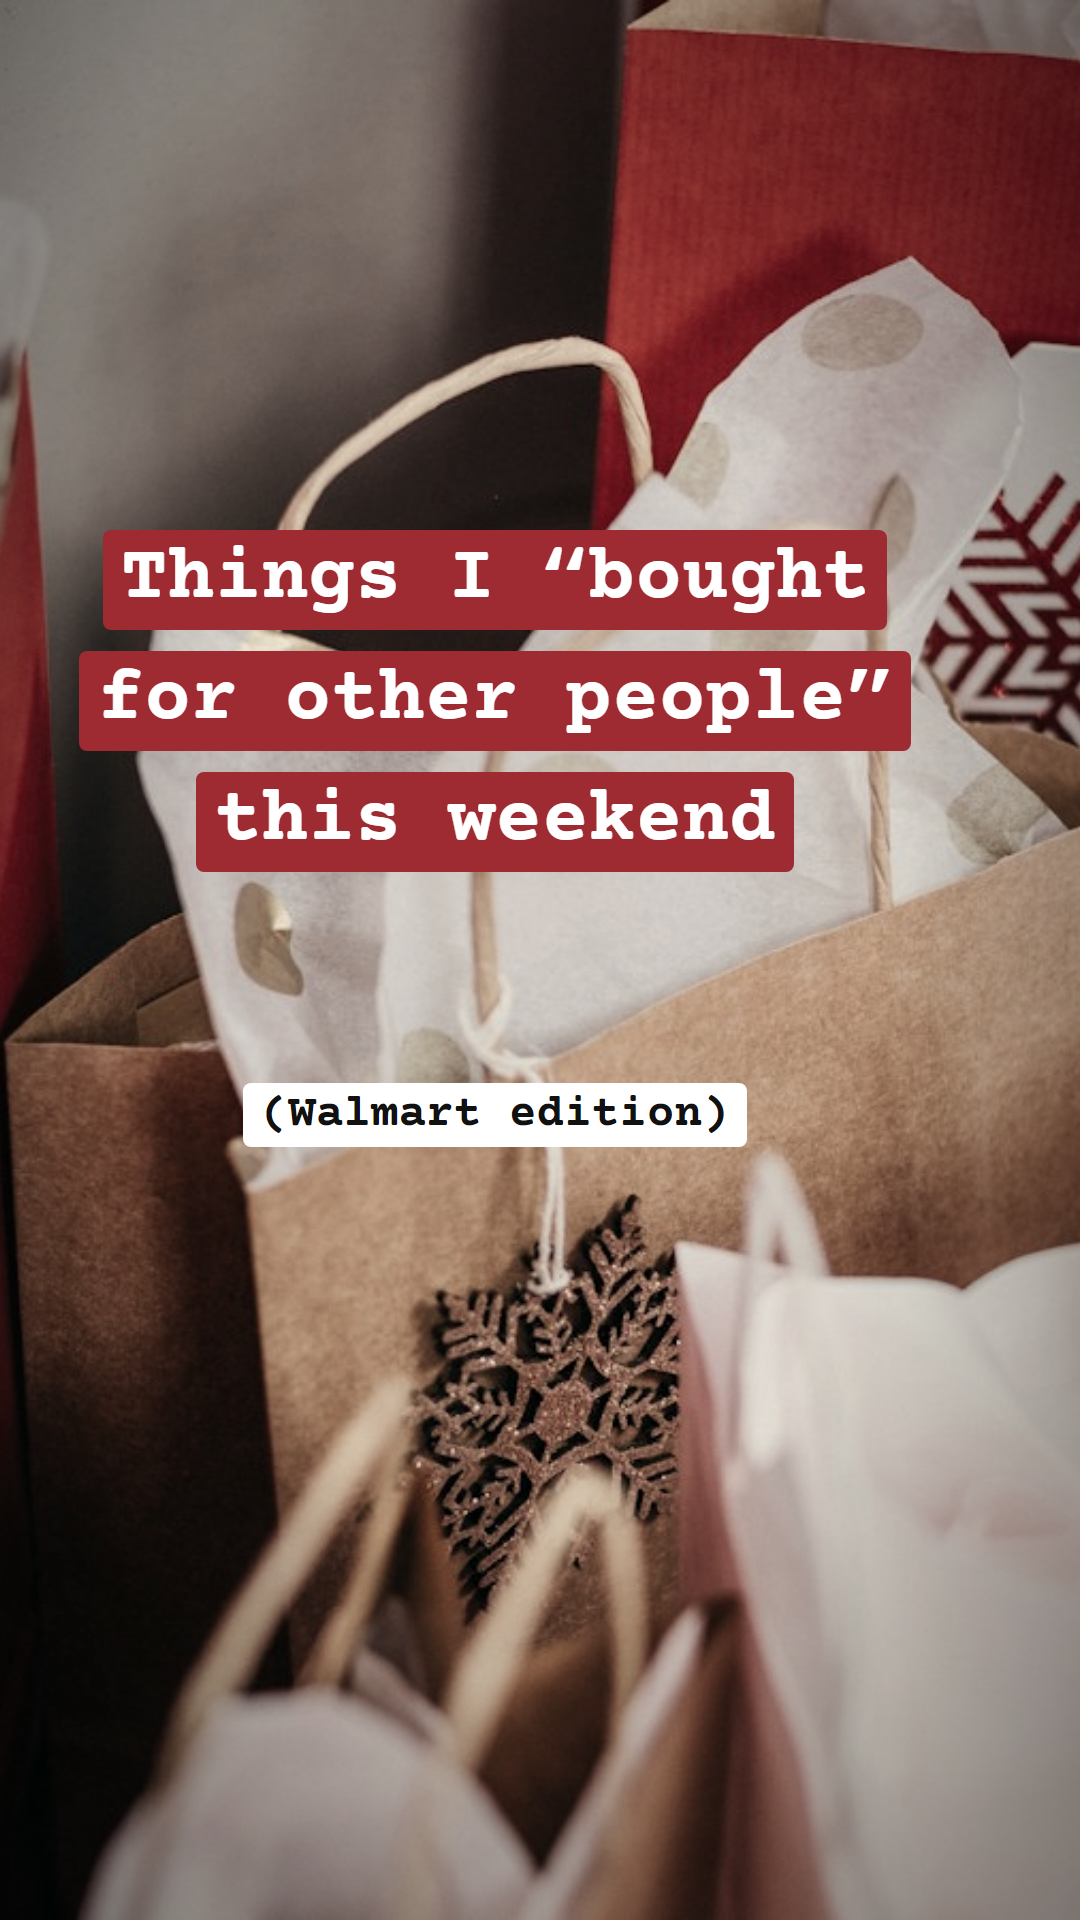 Things I “bought
for other people”
this weekend
(Walmart edition)